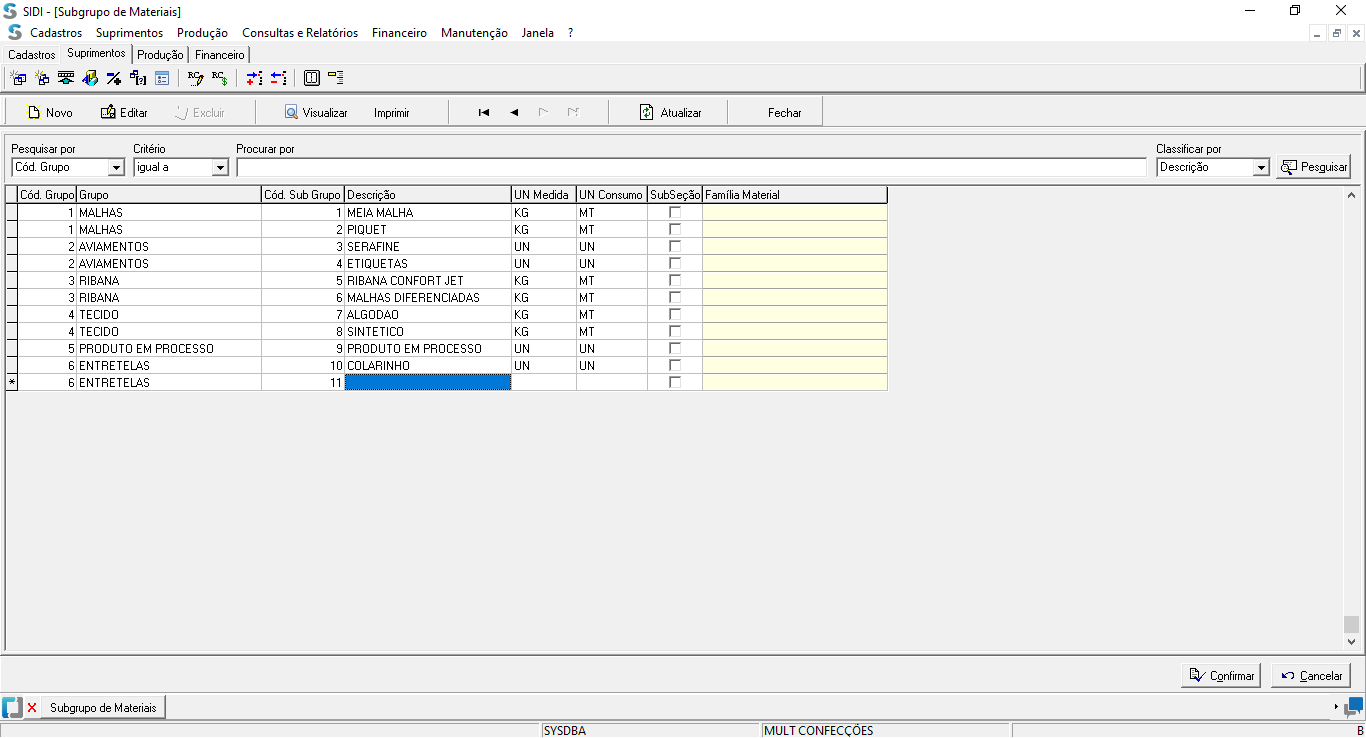 SIDI - [Subgrupo de Materiais]
Cadastros Suprimentos Produção Consultas e Relatórios Financeiro Manutenção Janela ?
Cadastros Suprimentos Produção Financeiro
Novo Editar Excluir Visualizar Imprimir Atualizar Fechar
Pesquisar por Critério Procurar por Classificar por
Cód. Grupo igual a Descrição Pesquisar
Cód. Grupo Grupo Cód. Sub Grupo Descrição UN Medida UN Consumo SubSeção Família Material
1 MALHAS 1 MEIA MALHA KG MT
1 MALHAS 2 PIQUET KG MT
2 AVIAMENTOS 3 SERAFINE UN UN
2 AVIAMENTOS 4 ETIQUETAS UN UN
3 RIBANA 5 RIBANA CONFORT JET KG MT
3 RIBANA 6 MALHAS DIFERENCIADAS KG MT
4 TECIDO 7 ALGODAO KG MT
4 TECIDO 8 SINTETICO KG MT
5 PRODUTO EM PROCESSO 9 PRODUTO EM PROCESSO UN UN
6 ENTRETELAS 10 COLARINHO UN UN
* 6 ENTRETELAS 11
Confirmar Cancelar
Subgrupo de Materiais
SYSDBA MULT CONFECÇÕES B